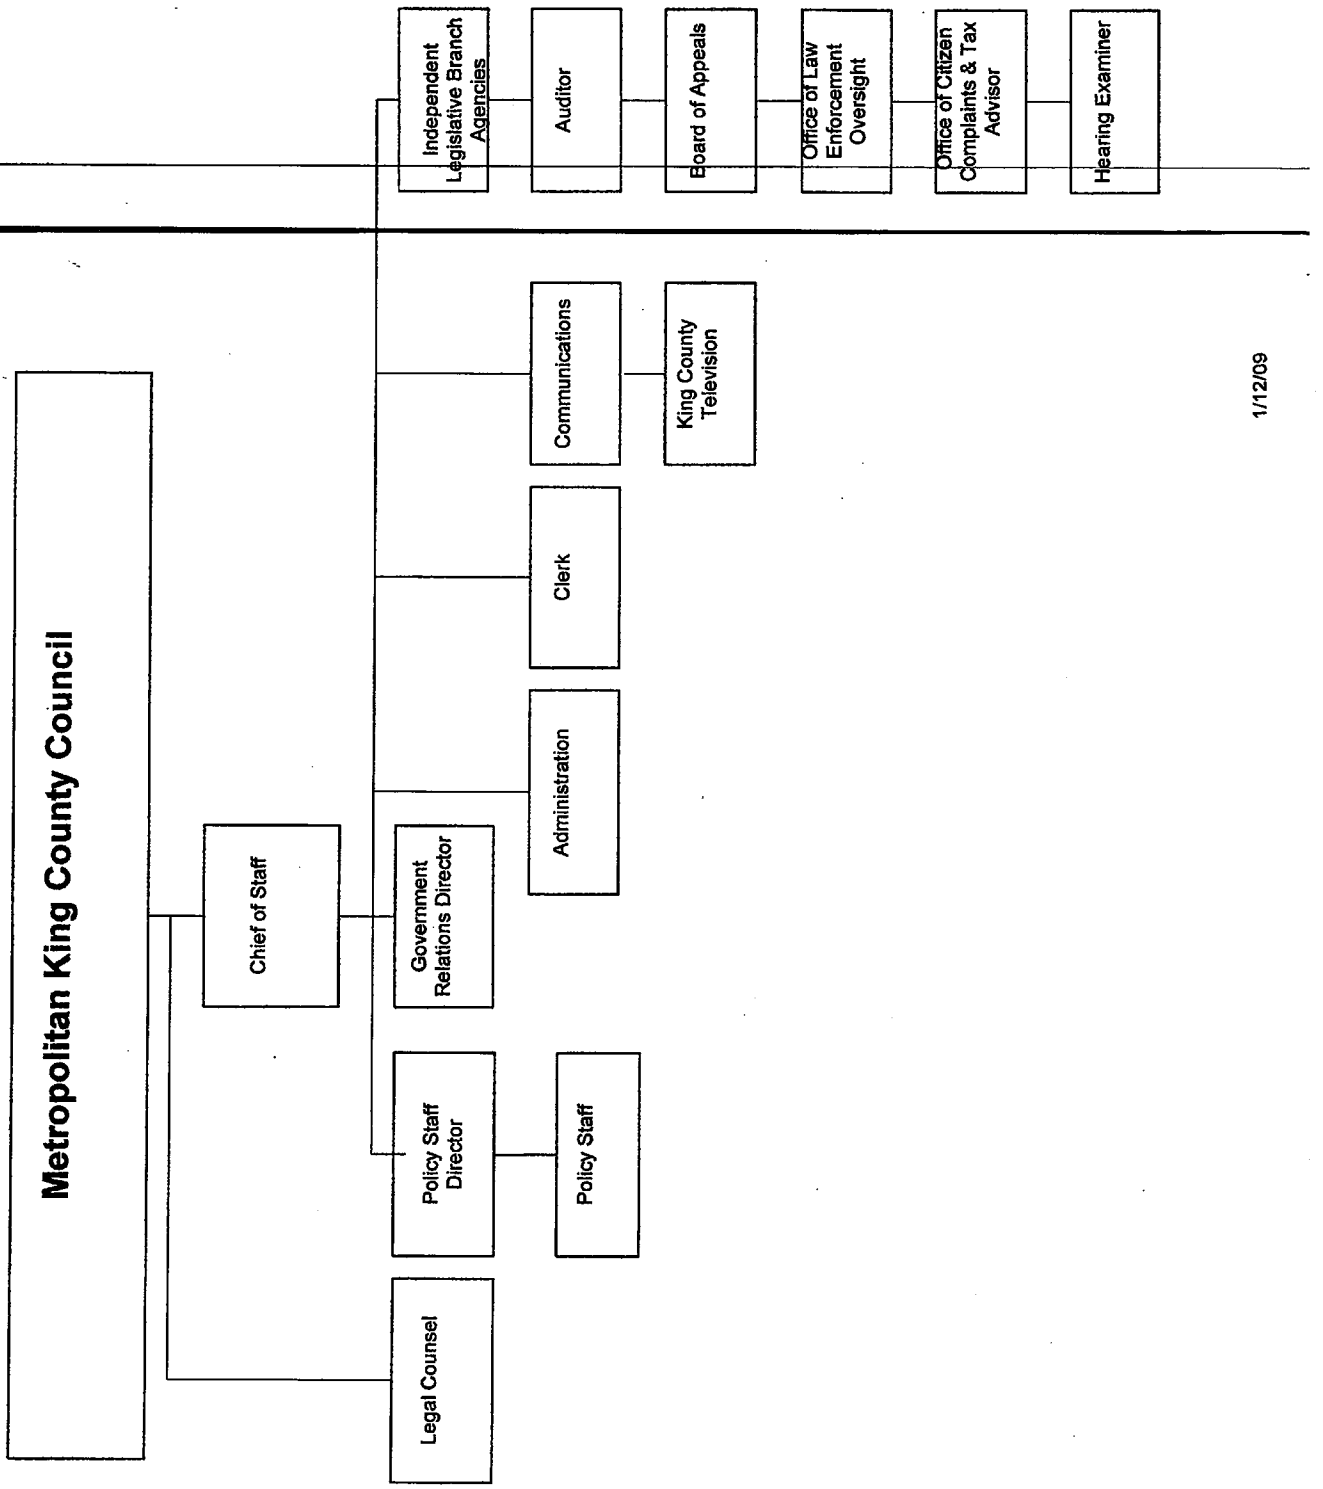 Metropolitan King County Council
Chief of Staff
Legal Counsel
Policy Staff
Director
Government
Relations Director
Independent
Legislative Branch
Agencies
Policy Staff
Administration
Clerk
Communications
Auditor
King County
Television
Board of Appeals
Office of Law
Enforcement
Oversight
Office of Citizen
Complaints & Tax
Advisor
Hearing Examiner
1/12/09